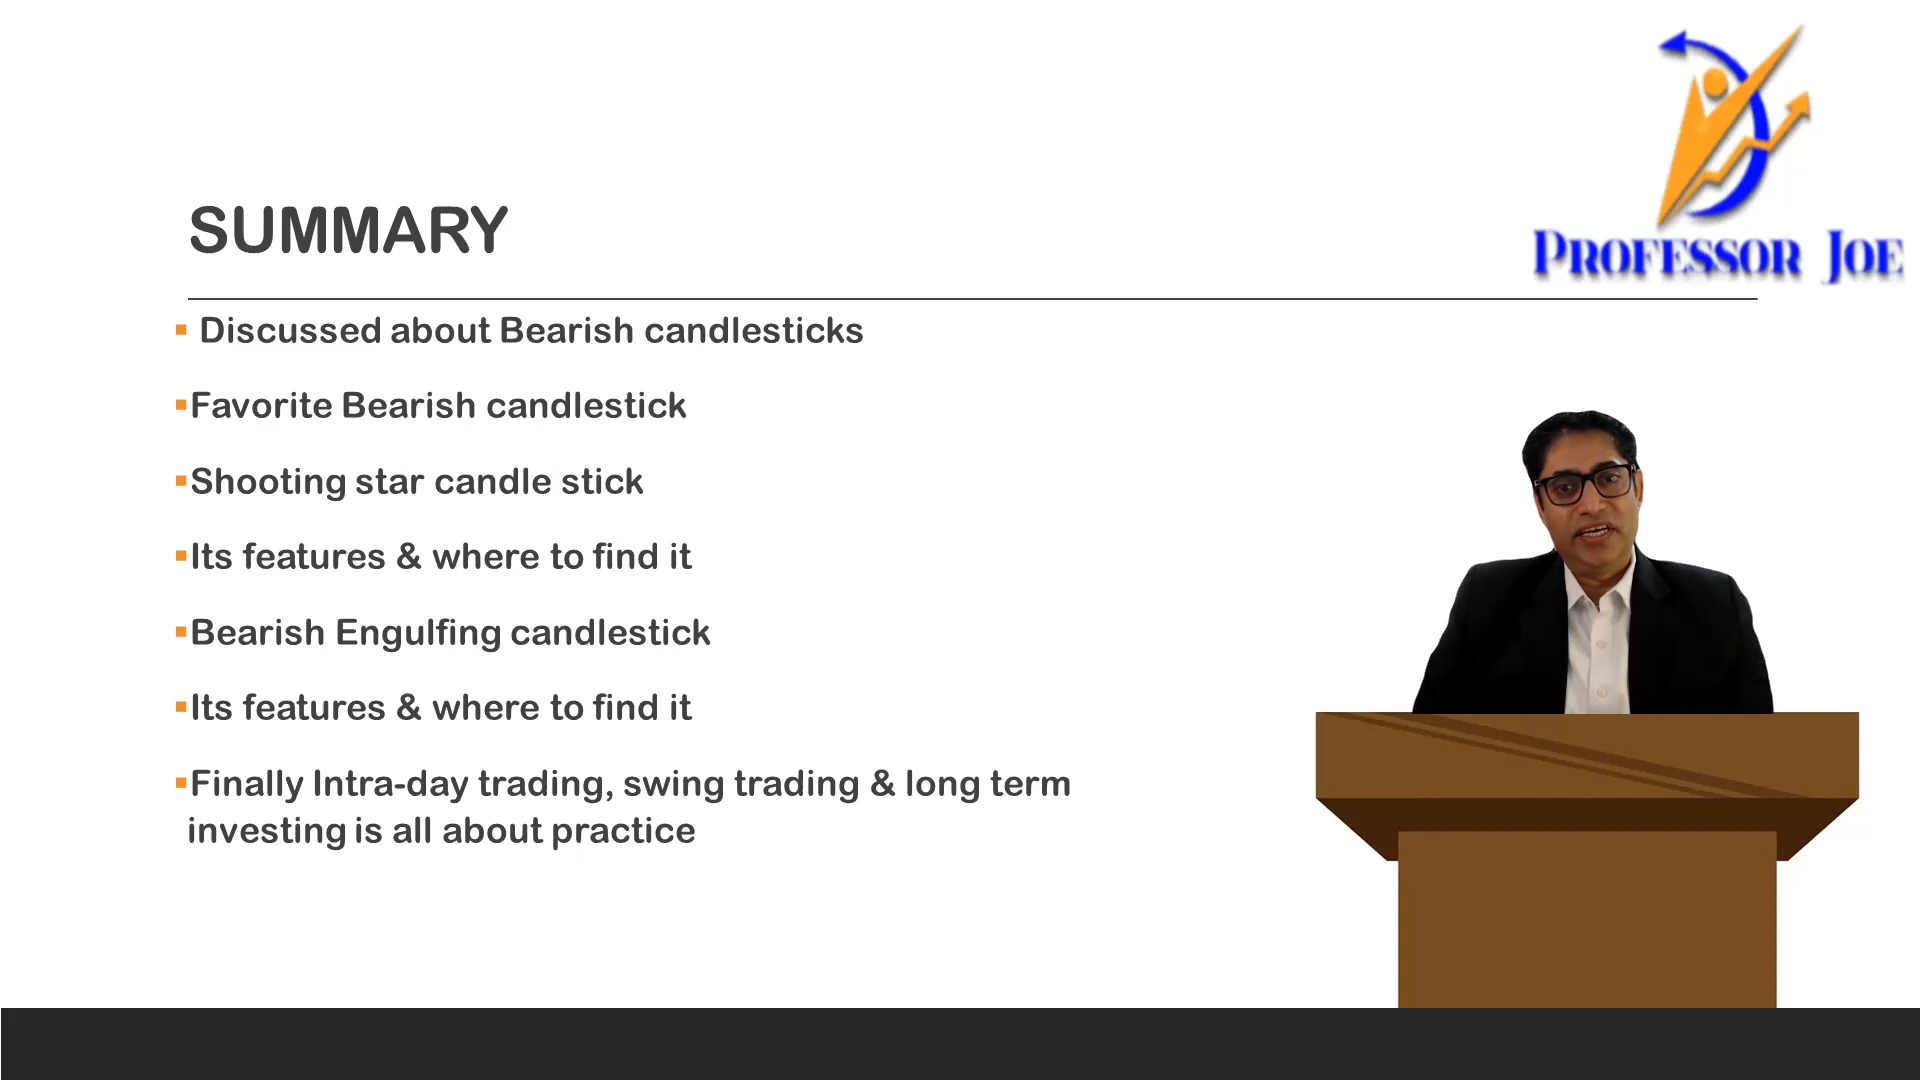 PROFESSOR JOE
SUMMARY
Discussed about Bearish candlesticks
Favorite Bearish candlestick
Shooting star candle stick
Its features & where to find it
Bearish Engulfing candlestick
Its features & where to find it
Finally Intra-day trading, swing trading & long term
investing is all about practice